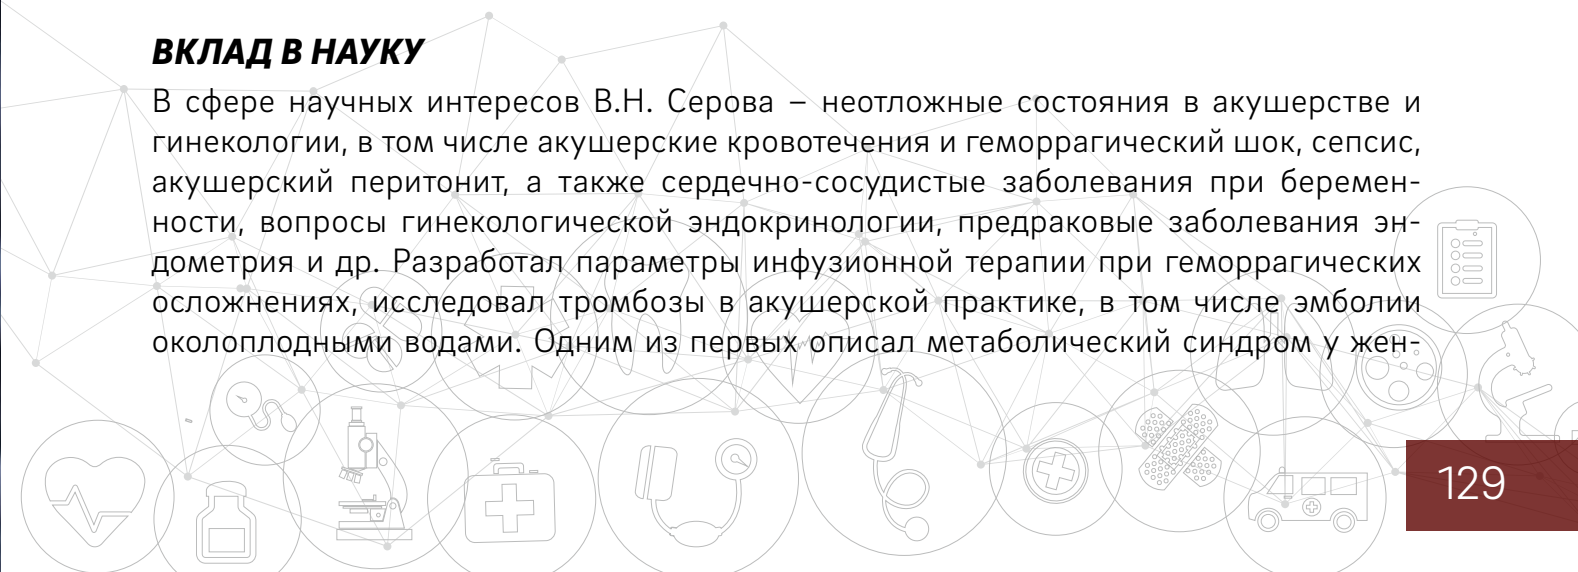 ВКЛАД В НАУКУ
В сфере научных интересов В.Н. Серова – неотложные состояния в акушерстве и
гинекологии, в том числе акушерские кровотечения и геморрагический шок, сепсис,
акушерский перитонит, а также сердечно-сосудистые заболевания при беремен-
ности, вопросы гинекологической эндокринологии, предраковые заболевания эн-
дометрия и др. Разработал параметры инфузионной терапии при геморрагических
осложнениях, исследовал тромбозы в акушерской практике, в том числе эмболии
околоплодными водами. Одним из первых описал метаболический синдром у жен-
129